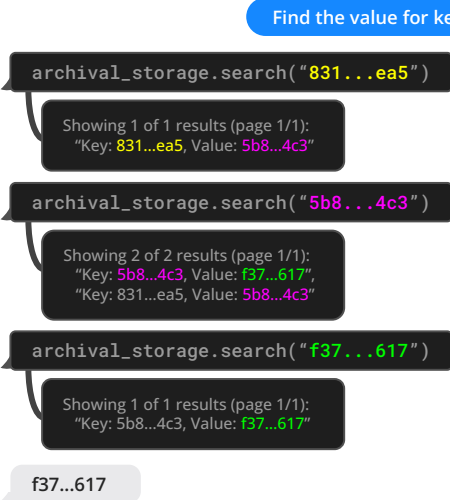 Find the value for ke
archival_storage.search(“831...ea5”)
Showing 1 of 1 results (page 1/1):
“Key: 831...ea5, Value: 5b8...4c3”
archival_storage.search(“5b8...4c3”)
Showing 2 of 2 results (page 1/1):
“Key: 5b8...4c3, Value: f37...617”,
“Key: 831...ea5, Value: 5b8...4c3”
archival_storage.search(“f37...617”)
Showing 1 of 1 results (page 1/1):
“Key: 5b8...4c3, Value: f37...617”
f37...617